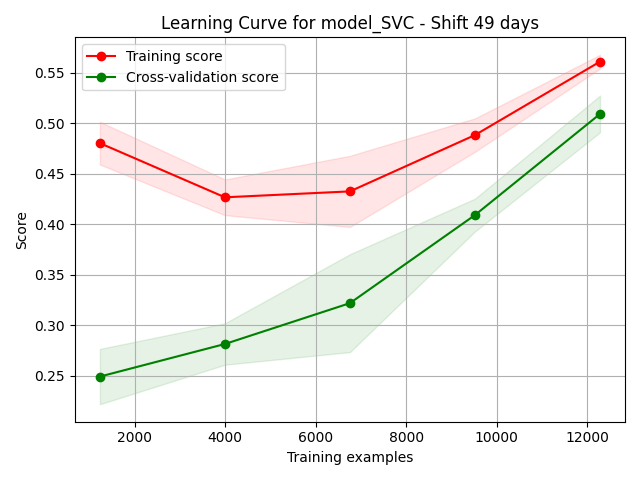 Learning Curve for model_SVC - Shift 49 days
Training score
Cross-validation score
0.55
0.50
0.45
0.40
0.35
0.30
0.25
Score
2000 4000 6000 8000 10000 12000
Training examples